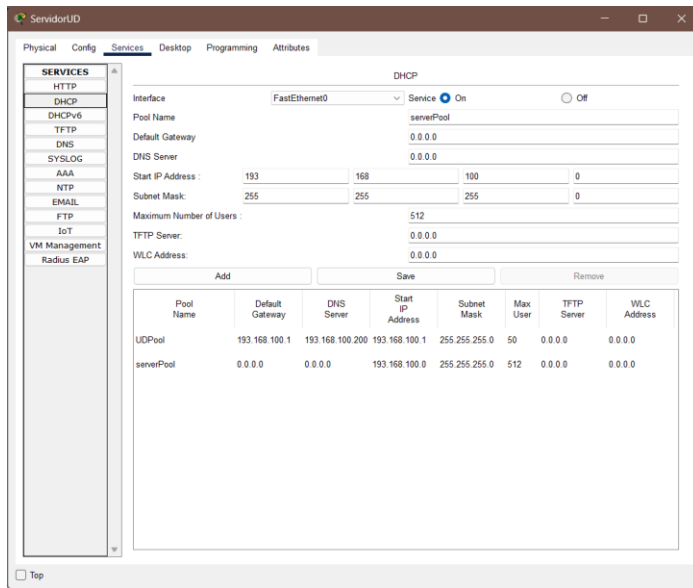 ServidorUD
Physical Config Services Desktop Programming Attributes
SERVICES
HTTP
DHCP
DHCPv6
TFTP
DNS
SYSLOG
AAA
NTP
EMAIL
FTP
IoT
VM Management
Radius EAP
DHCP
Interface FastEthernet0 Service On Off
Pool Name serverPool
Default Gateway 0.0.0.0
DNS Server 0.0.0.0
Start IP Address : 193 168 100 0
Subnet Mask: 255 255 255 0
Maximum Number of Users : 512
TFTP Server: 0.0.0.0
WLC Address: 0.0.0.0
Add Save Remove
Pool Name Default Gateway DNS Server Start IP Address Subnet Mask Max User TFTP Server WLC Address
UDPool 193.168.100.1 193.168.100.200 193.168.100.1 255.255.255.0 50 0.0.0.0 0.0.0.0
serverPool 0.0.0.0 0.0.0.0 193.168.100.0 255.255.255.0 512 0.0.0.0 0.0.0.0
Top